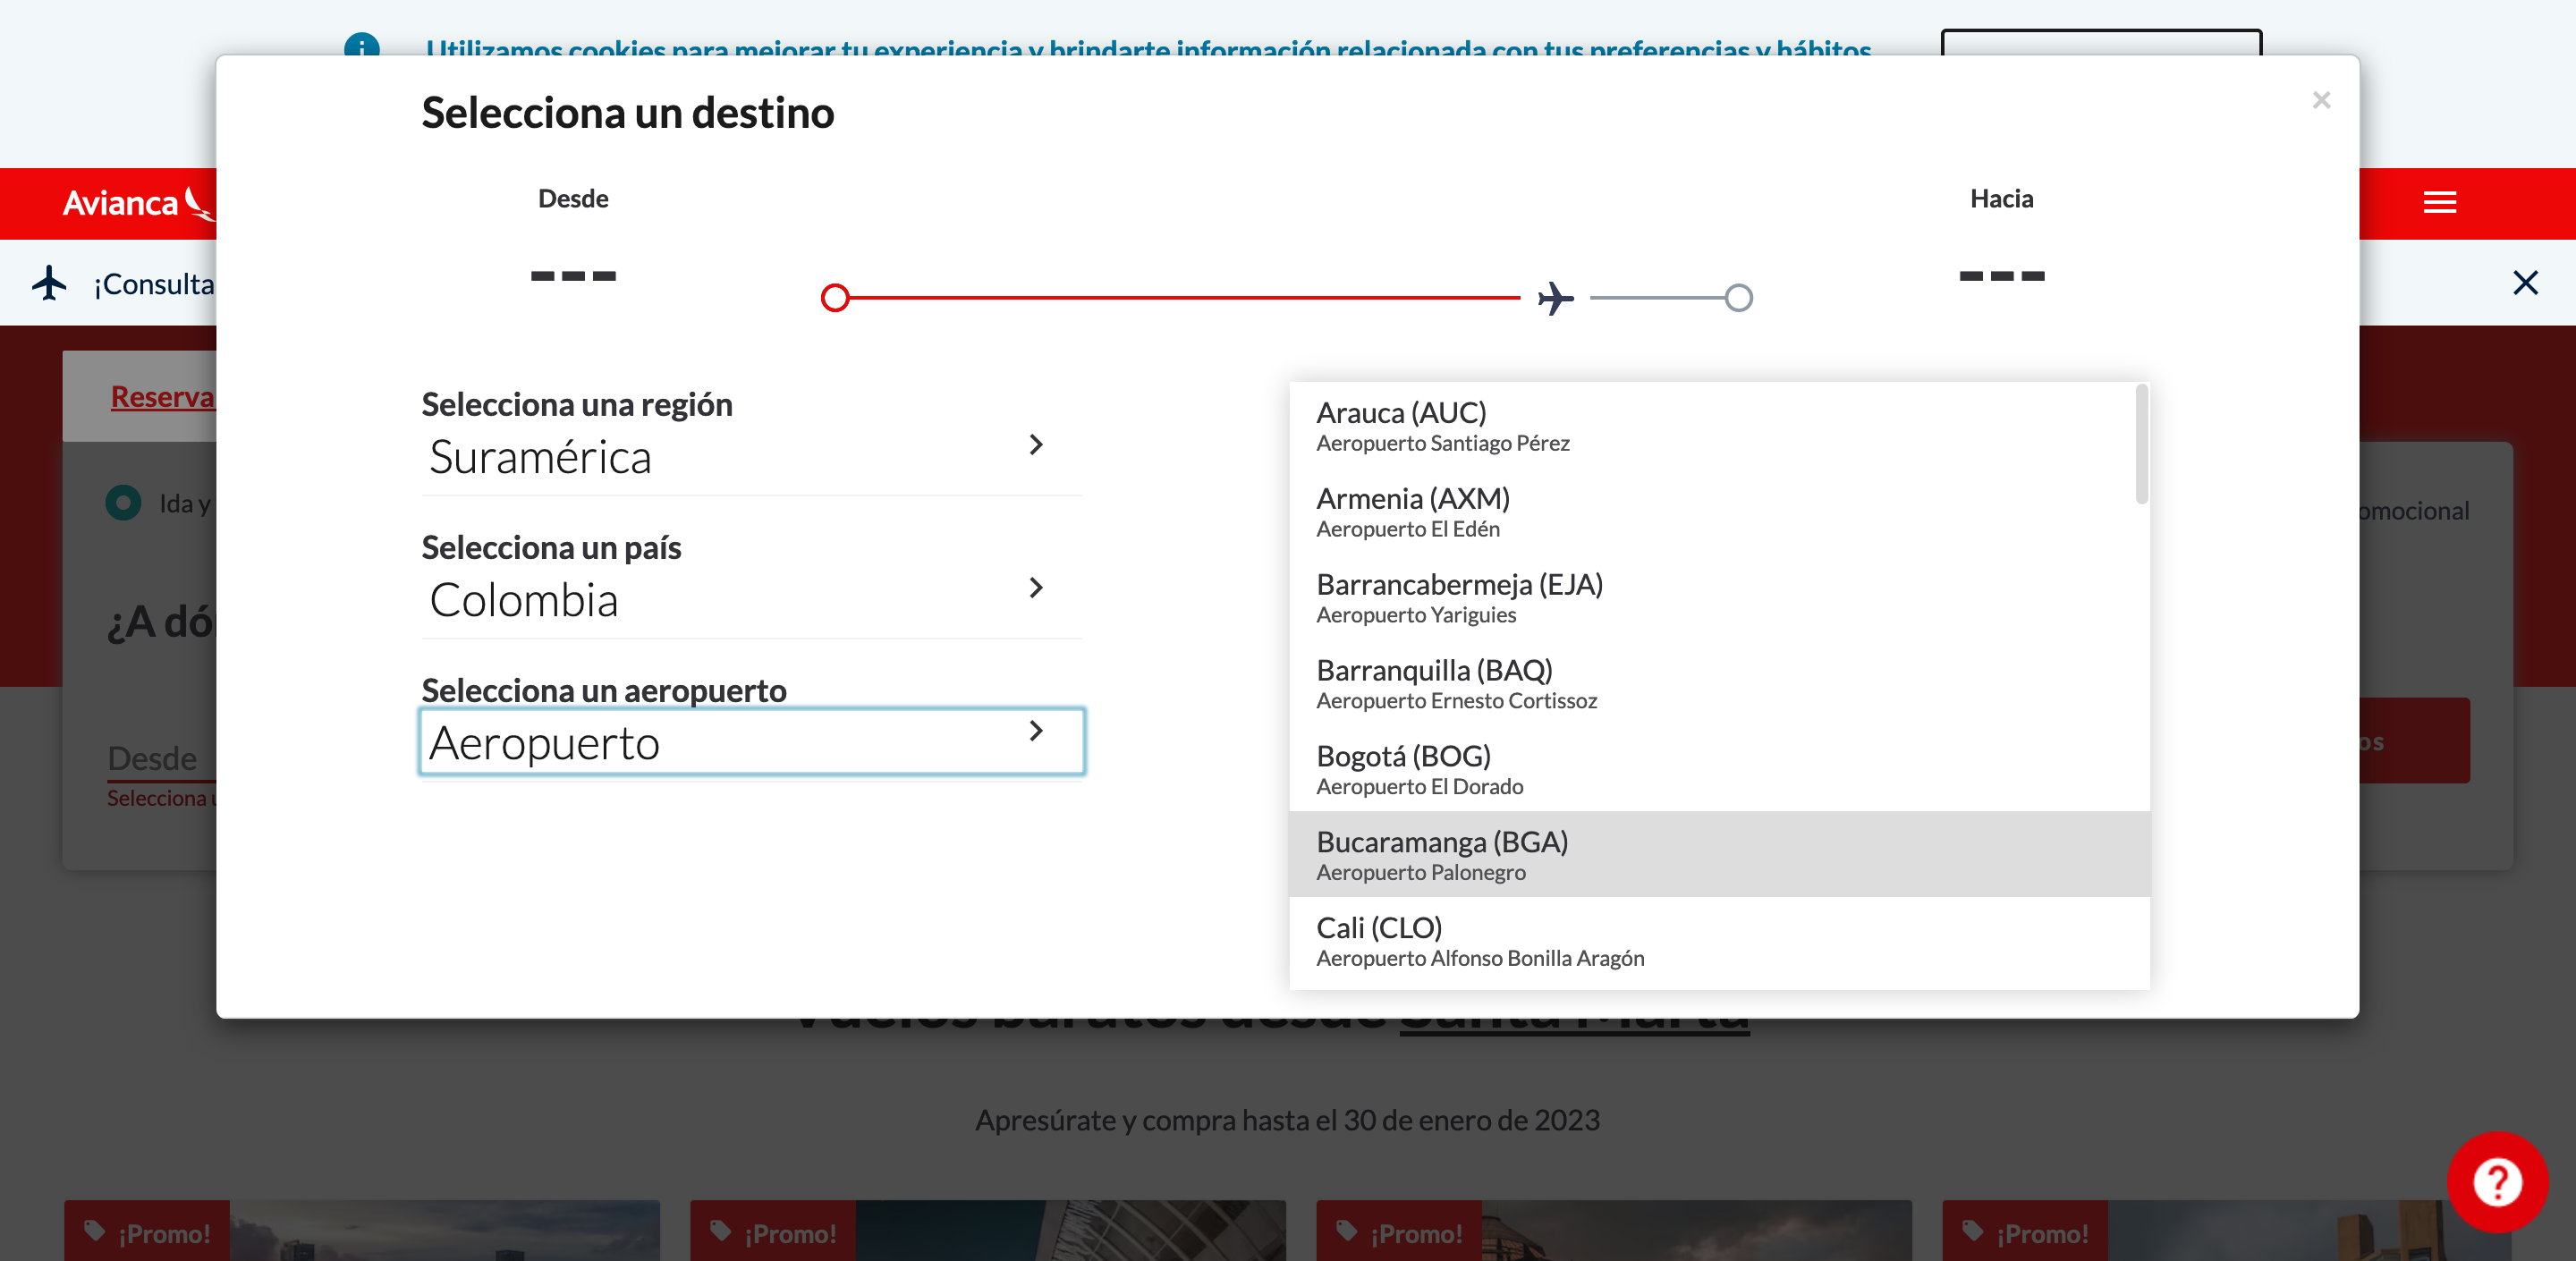 Utilizamos cookies para mejorar tu experiencia y brindarte información relacionada con tus preferencias y hábitos
Selecciona un destino
×
Avianca
Desde
Hacia
---
---
¡Consulta
Reserva
Selecciona una región
Suramérica
Ida y
Selecciona un país
Colombia
¿A
Selecciona un aeropuerto
Aeropuerto
Desde
Selecciona
Arauca (AUC)
Aeropuerto Santiago Pérez
Armenia (AXM)
Aeropuerto El Edén
Barrancabermeja (EJA)
Aeropuerto Yariguies
Barranquilla (BAQ)
Aeropuerto Ernesto Cortissoz
Bogotá (BOG)
Aeropuerto El Dorado
Bucaramanga (BGA)
Aeropuerto Palonegro
Cali (CLO)
Aeropuerto Alfonso Bonilla Aragón
omocional
os
Vuelos baratos desde Santa Marta
Apresúrate y compra hasta el 30 de enero de 2023
¡Promo!
¡Promo!
¡Promo!
¡Promo!
?